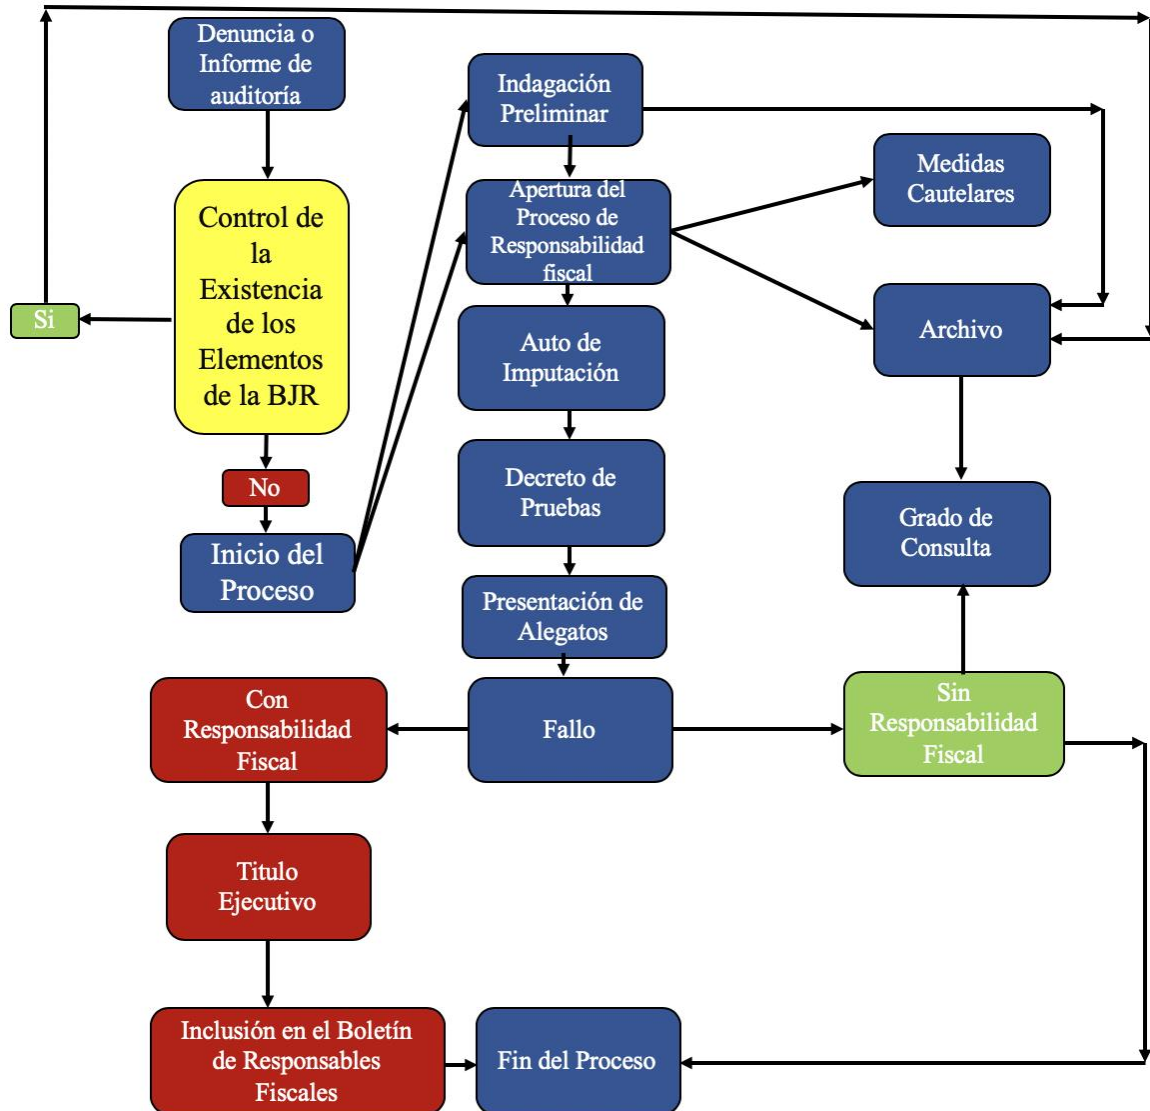 Denuncia o
Informe de
auditoría
Control de
la
Existencia
de los
Elementos
de la BJR
Si
No
Inicio del
Proceso
Indagación
Preliminar
Apertura del
Proceso de
Responsabilidad
fiscal
Medidas
Cautelares
Archivo
Auto de
Imputación
Decreto de
Pruebas
Grado de
Consulta
Presentación de
Alegatos
Fallo
Con
Responsabilidad
Fiscal
Sin
Responsabilidad
Fiscal
Titulo
Ejecutivo
Inclusión en el Boletín
de Responsables
Fiscales
Fin del Proceso